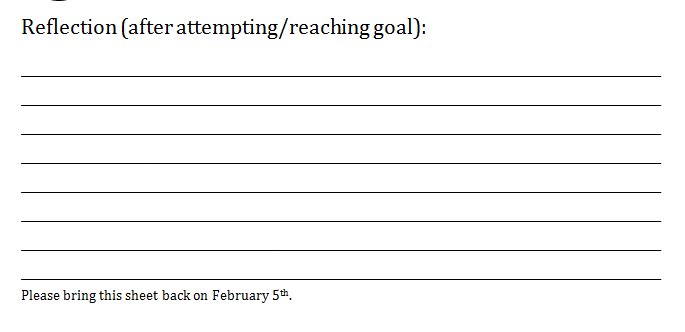 Reflection (after attempting/reaching goal):
Please bring this sheet back on February 5th.